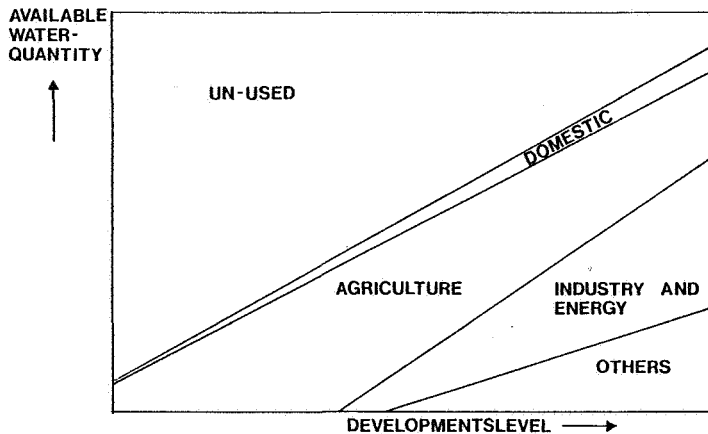 AVAILABLE
WATER-
QUANTITY
UN-USED
DOMESTIC
AGRICULTURE
INDUSTRY AND
ENERGY
OTHERS
DEVELOPMENTSLEVEL